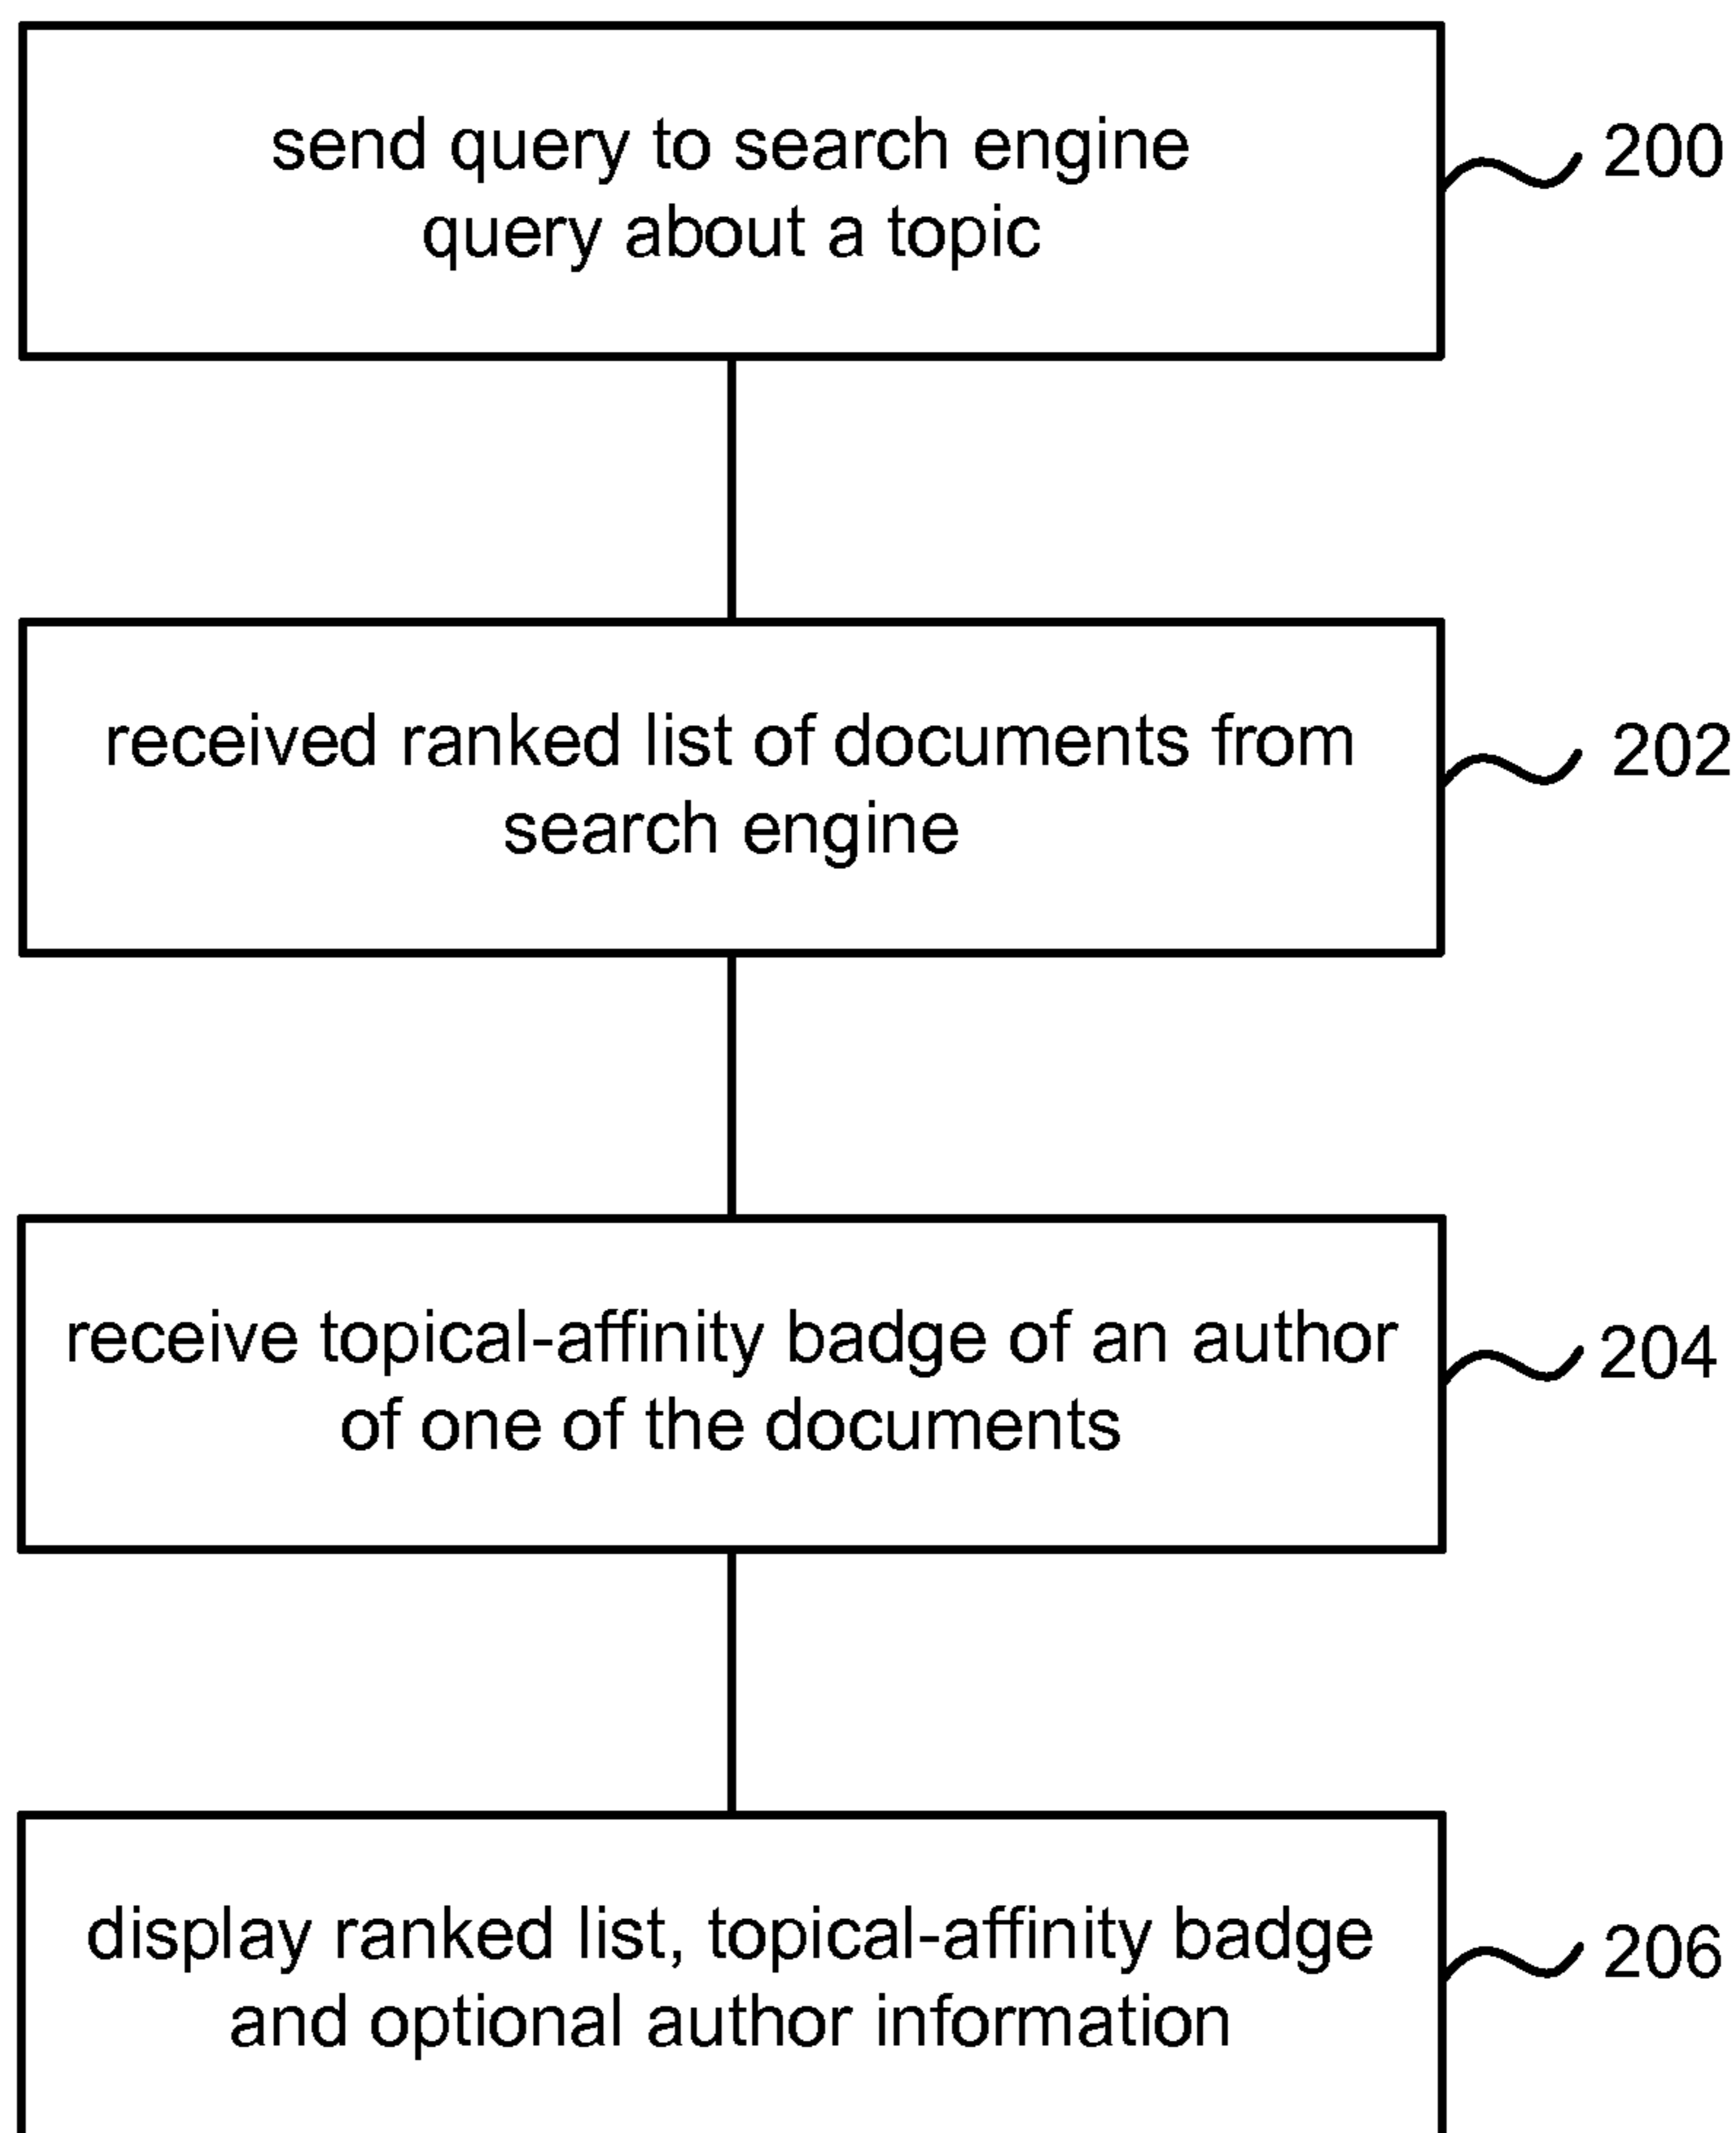 send query to search engine
query about a topic
200
received ranked list of documents from
search engine
202
receive topical-affinity badge of an author
of one of the documents
204
display ranked list, topical-affinity badge
and optional author information
206